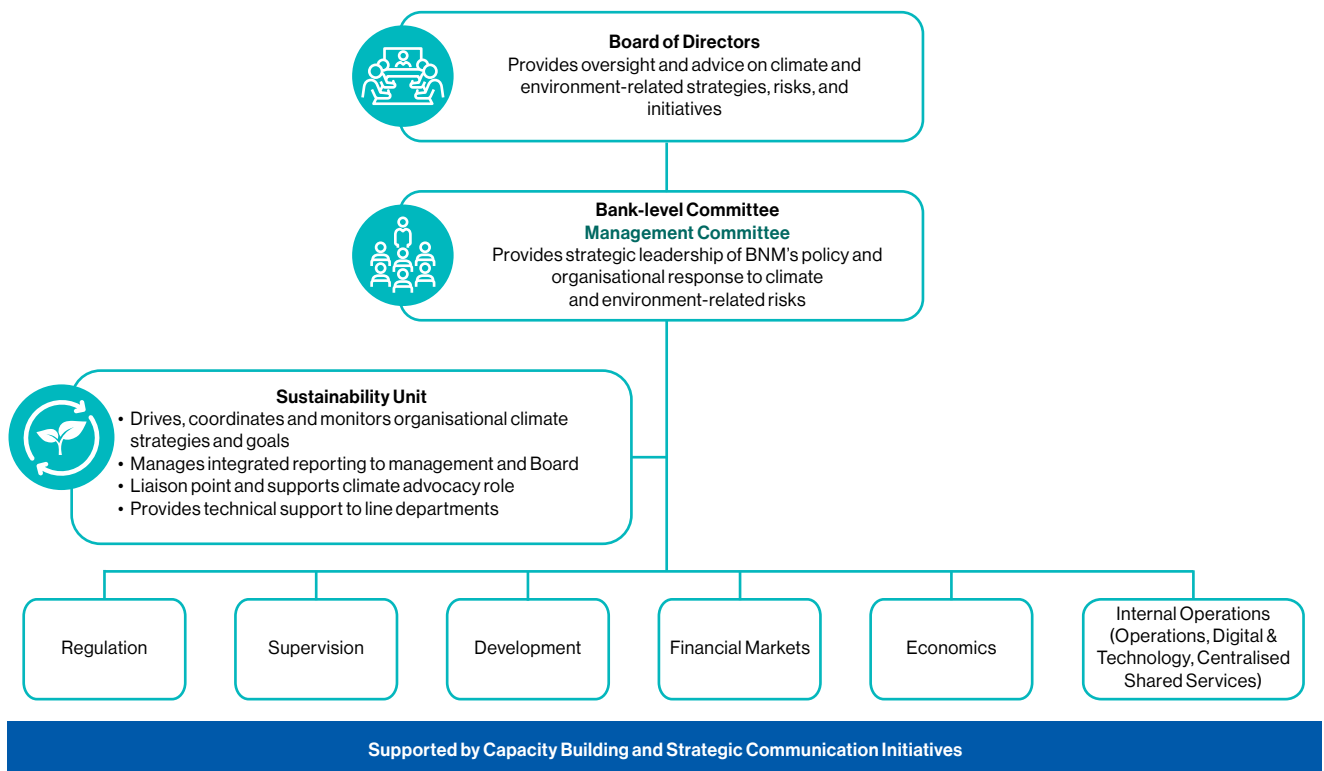 Board of Directors
Provides oversight and advice on climate and
environment-related strategies, risks, and
initiatives
Bank-level Committee
Management Committee
Provides strategic leadership of BNM’s policy and
organisational response to climate
and environment-related risks
Sustainability Unit
• Drives, coordinates and monitors organisational climate
strategies and goals
• Manages integrated reporting to management and Board
• Liaison point and supports climate advocacy role
• Provides technical support to line departments
Regulation
Supervision
Development
Financial Markets
Economics
Internal Operations
(Operations, Digital &
Technology, Centralised
Shared Services)
Supported by Capacity Building and Strategic Communication Initiatives